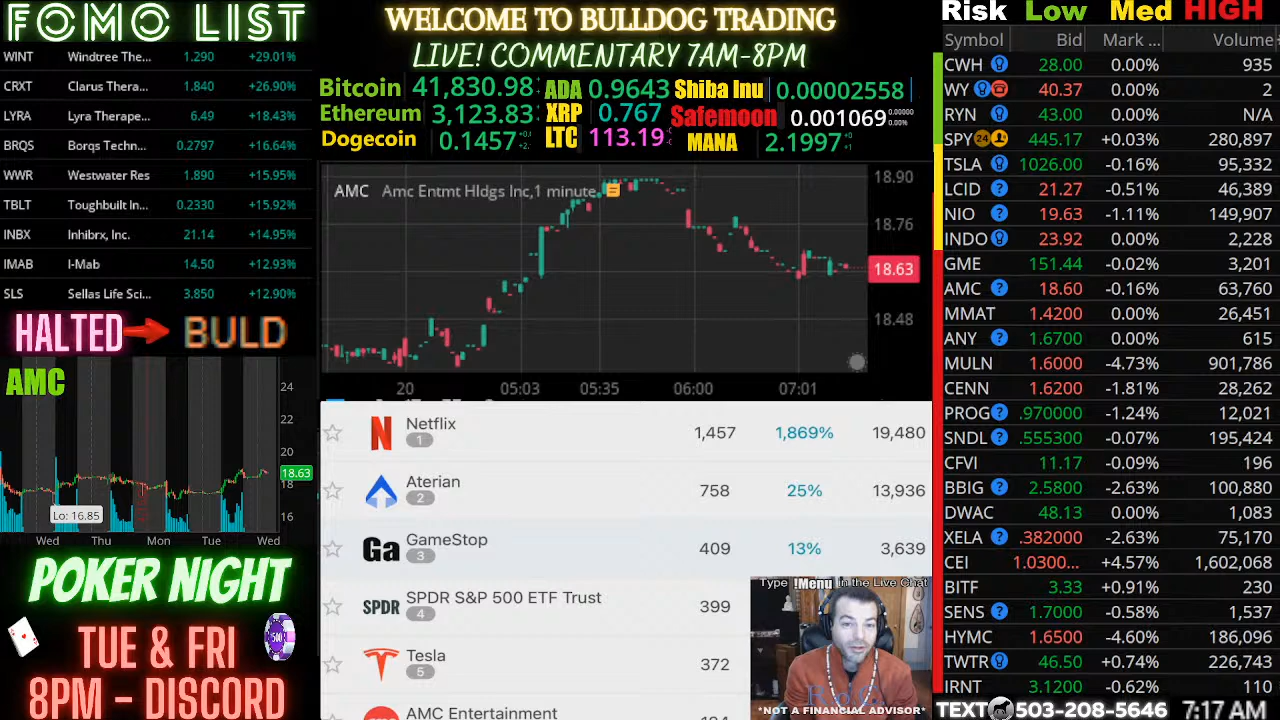 FOMO LIST
WINT Windtree The... 1.290 +29.01%
CRXT Clarus Thera... 1.840 +26.90%
LYRA Lyra Therape... 6.49 +18.43%
BRQS Borqs Techn... 0.2797 +16.64%
WWR Westwater Res 1.890 +15.95%
TBLT Toughbuilt In... 0.2330 +15.92%
INBX Inhibrx, Inc. 21.14 +14.95%
IMAB I-Mab 14.50 +12.93%
SLS Sellas Life Sci... 3.850 +12.90%
HALTED BULD
AMC
24
22
20
18.63
18
16
Lo: 16.85
Wed Thu Mon Tue Wed
POKER NIGHT
TUE & FRI
8PM - DISCORD
500
WELCOME TO BULLDOG TRADING
LIVE! COMMENTARY 7AM-8PM
Bitcoin 41,830.98 ADA 0.9643 Shiba Inu 0.00002558
Ethereum 3,123.83 XRP 0.767 Safemoon 0.001069 0.00000 0.00%
Dogecoin 0.1457 LTC 113.19 MANA 2.1997
AMC Amc Entmt Hldgs Inc,1 minute
18.90
18.76
18.63
18.48
20 05:03 05:35 06:00 07:01
Netflix 1,457 1,869% 19,480
1
Aterian 758 25% 13,936
2
Ga GameStop 409 13% 3,639
3
SPDR SPDR S&P 500 ETF Trust 399
4
Tesla 372
5
AMC Entertainment
Type !Menu in the Live Chat
*NOT A FINANCIAL ADVISOR*
Risk Low Med HIGH
Symbol Bid Mark ... Volume
CWH 28.00 0.00% 935
WY 40.37 0.00% 2
RYN 43.00 0.00% N/A
SPY 24 445.17 +0.03% 280,897
TSLA 1026.00 -0.16% 95,332
LCID 21.27 -0.51% 46,389
NIO 19.63 -1.11% 149,907
INDO 23.92 0.00% 2,228
GME 151.44 -0.02% 3,201
AMC 18.60 -0.16% 63,760
MMAT 1.4200 0.00% 26,451
ANY 1.6700 0.00% 615
MULN 1.6000 -4.73% 901,786
CENN 1.6200 -1.81% 28,262
PROG .970000 -1.24% 12,021
SNDL .555300 -0.07% 195,424
CFVI 11.17 -0.09% 196
BBIG 2.5800 -2.63% 100,880
DWAC 48.13 0.00% 1,083
XELA .382000 -2.63% 75,170
CEI 1.0300... +4.57% 1,602,068
BITF 3.33 +0.91% 230
SENS 1.7000 -0.58% 1,537
HYMC 1.6500 -4.60% 186,096
TWTR 46.50 +0.74% 226,743
IRNT 3.1200 -0.62% 110
TEXT 503-208-5646 7:17 AM